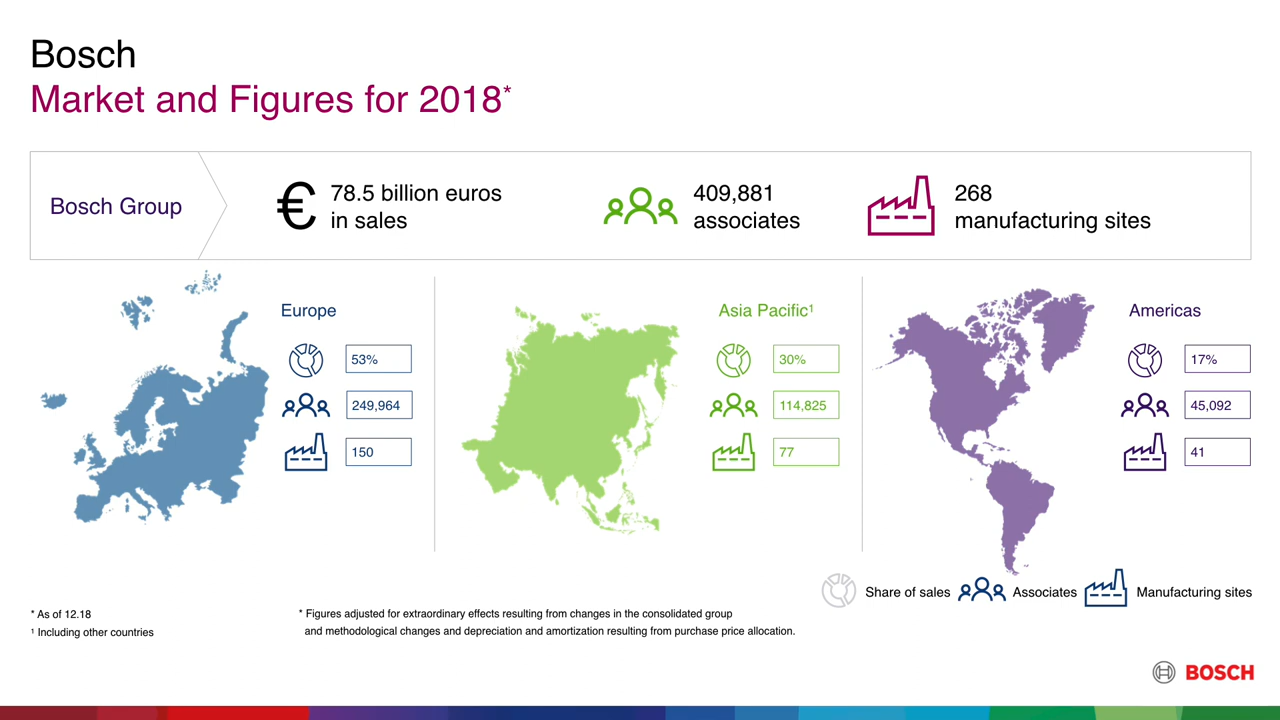 Bosch
Market and Figures for 2018*
Bosch Group
€
78.5 billion euros
in sales
409,881
associates
268
manufacturing sites
Europe
53%
249,964
150
Asia Pacific¹
30%
114,825
77
Americas
17%
45,092
41
Share of sales
Associates
Manufacturing sites
* As of 12.18
¹ Including other countries
* Figures adjusted for extraordinary effects resulting from changes in the consolidated group
and methodological changes and depreciation and amortization resulting from purchase price allocation.
BOSCH